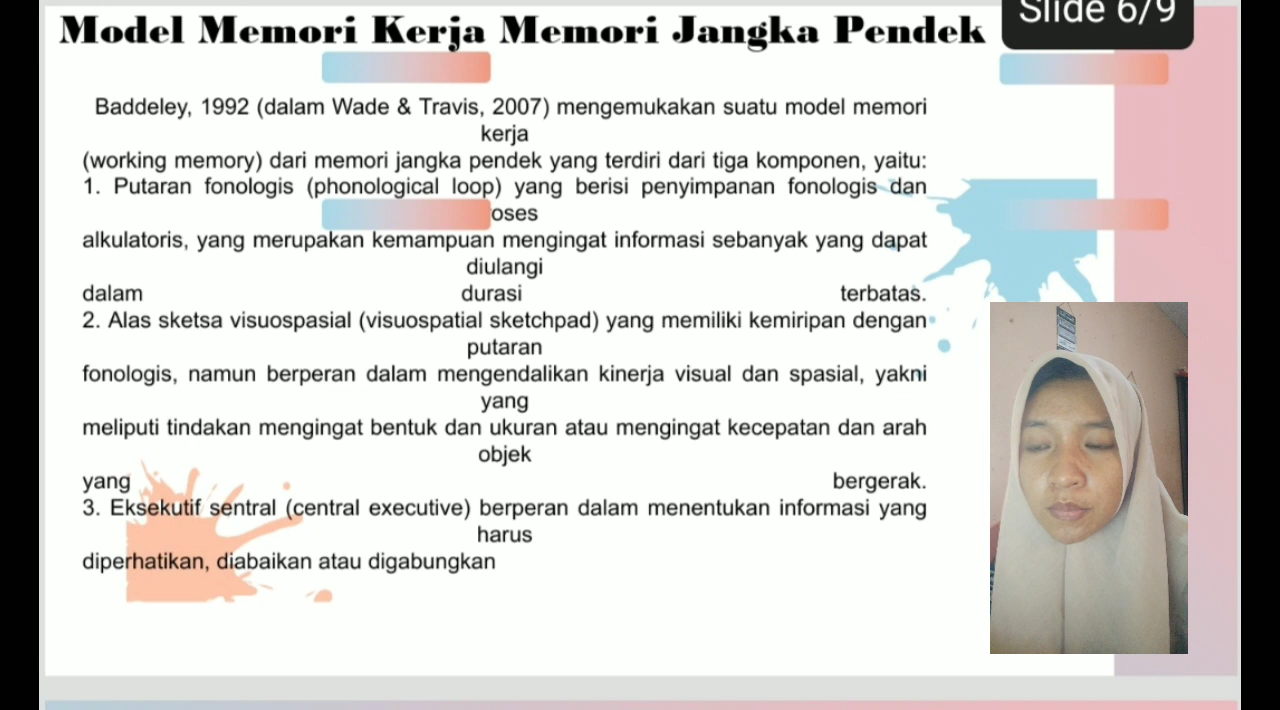 Slide 6/9
Model Memori Kerja Memori Jangka Pendek
Baddeley, 1992 (dalam Wade & Travis, 2007) mengemukakan suatu model memori
kerja
(working memory) dari memori jangka pendek yang terdiri dari tiga komponen, yaitu:
1. Putaran fonologis (phonological loop) yang berisi penyimpanan fonologis dan
oses
alkulatoris, yang merupakan kemampuan mengingat informasi sebanyak yang dapat
diulangi
dalam durasi terbatas.
2. Alas sketsa visuospasial (visuospatial sketchpad) yang memiliki kemiripan dengan
putaran
fonologis, namun berperan dalam mengendalikan kinerja visual dan spasial, yakni
yang
meliputi tindakan mengingat bentuk dan ukuran atau mengingat kecepatan dan arah
objek
yang bergerak.
3. Eksekutif sentral (central executive) berperan dalam menentukan informasi yang
harus
diperhatikan, diabaikan atau digabungkan